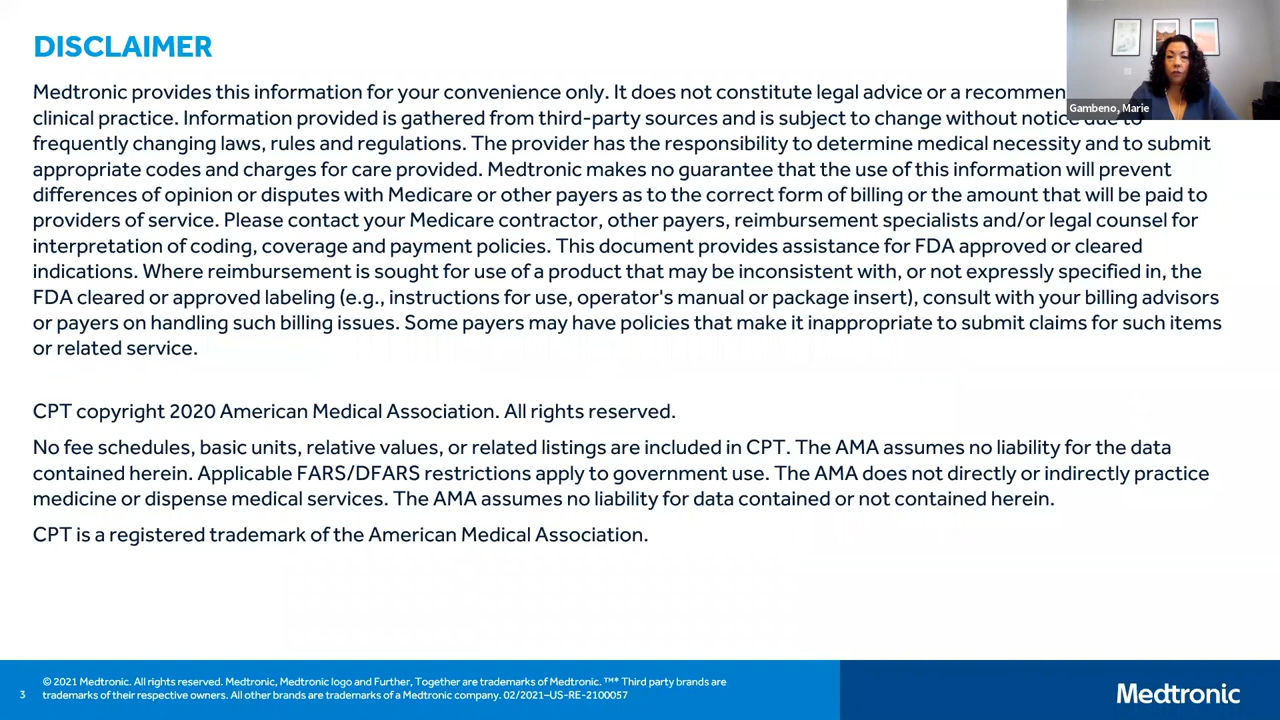 DISCLAIMER
Medtronic provides this information for your convenience only. It does not constitute legal advice or a recommen
Gambeno, Marie
clinical practice. Information provided is gathered from third-party sources and is subject to change without notice due to
frequently changing laws, rules and regulations. The provider has the responsibility to determine medical necessity and to submit
appropriate codes and charges for care provided. Medtronic makes no guarantee that the use of this information will prevent
differences of opinion or disputes with Medicare or other payers as to the correct form of billing or the amount that will be paid to
providers of service. Please contact your Medicare contractor, other payers, reimbursement specialists and/or legal counsel for
interpretation of coding, coverage and payment policies. This document provides assistance for FDA approved or cleared
indications. Where reimbursement is sought for use of a product that may be inconsistent with, or not expressly specified in, the
FDA cleared or approved labeling (e.g., instructions for use, operator's manual or package insert), consult with your billing advisors
or payers on handling such billing issues. Some payers may have policies that make it inappropriate to submit claims for such items
or related service.
CPT copyright 2020 American Medical Association. All rights reserved.
No fee schedules, basic units, relative values, or related listings are included in CPT. The AMA assumes no liability for the data
contained herein. Applicable FARS/DFARS restrictions apply to government use. The AMA does not directly or indirectly practice
medicine or dispense medical services. The AMA assumes no liability for data contained or not contained herein.
CPT is a registered trademark of the American Medical Association.
3
© 2021 Medtronic. All rights reserved. Medtronic, Medtronic logo and Further, Together are trademarks of Medtronic. ™* Third party brands are
trademarks of their respective owners. All other brands are trademarks of a Medtronic company. 02/2021–US-RE-2100057
Medtronic